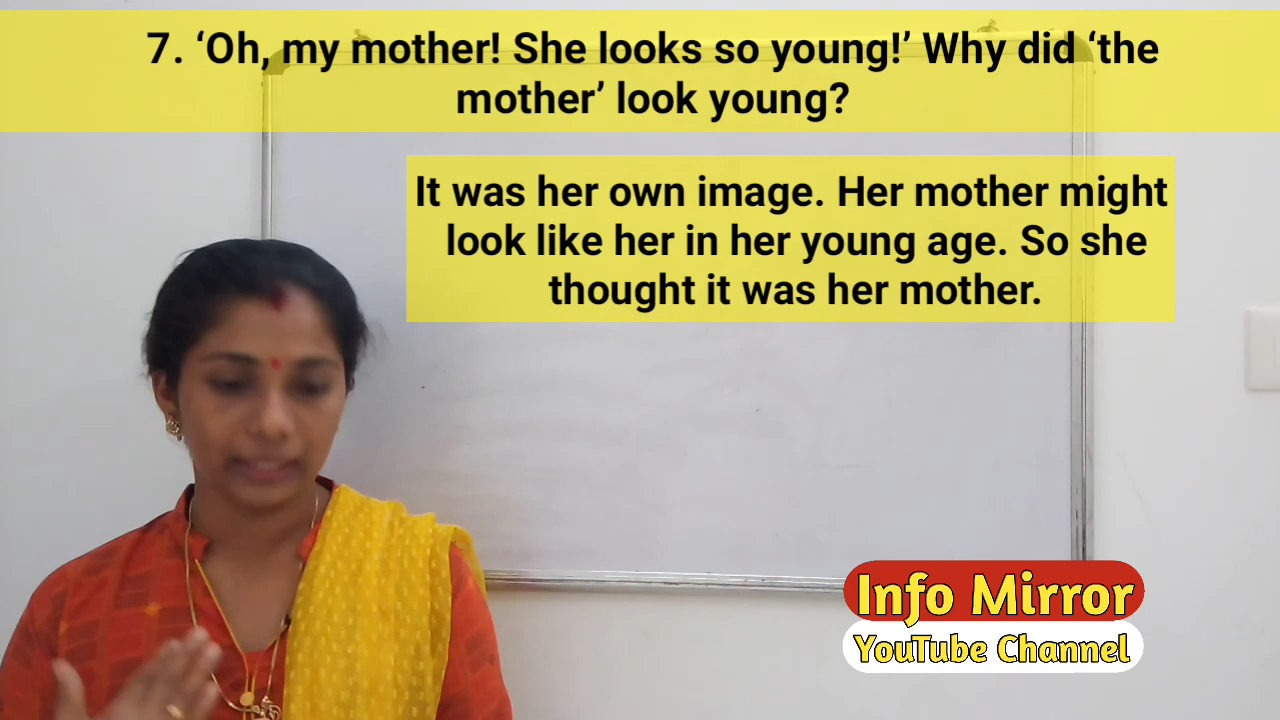 7. ‘Oh, my mother! She looks so young!’ Why did ‘the
mother’ look young?
It was her own image. Her mother might
look like her in her young age. So she
thought it was her mother.
Info Mirror
YouTube Channel